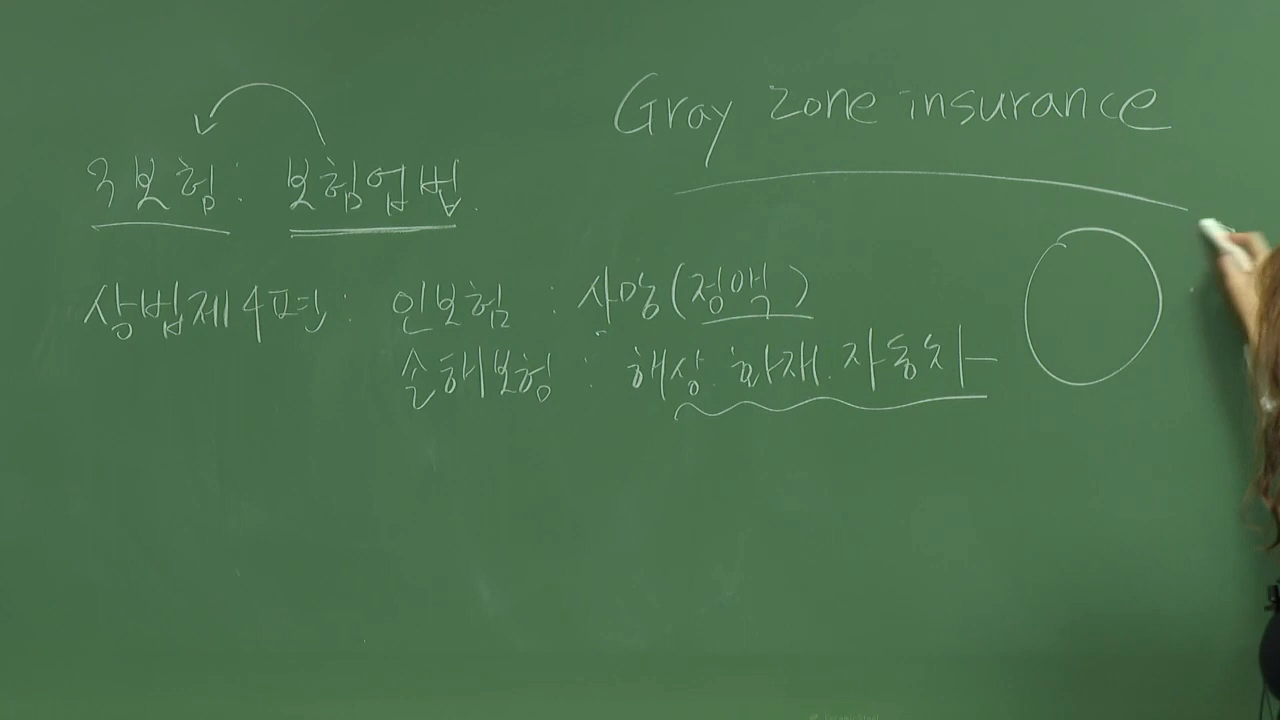 Gray zone insurance
구보험: 보험업법.
상법제4편: 인보험 : 사망(정액)
손해보험 : 해상.화재.자동차